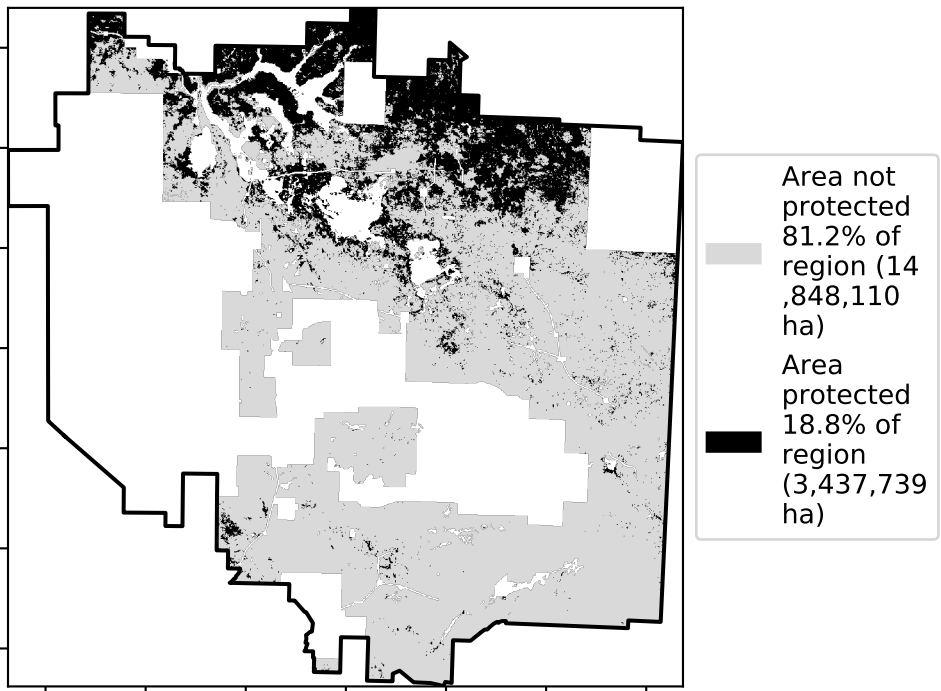 Area not
protected
81.2% of
region (14
,848,110
ha)
Area
protected
18.8% of
region
(3,437,739
ha)